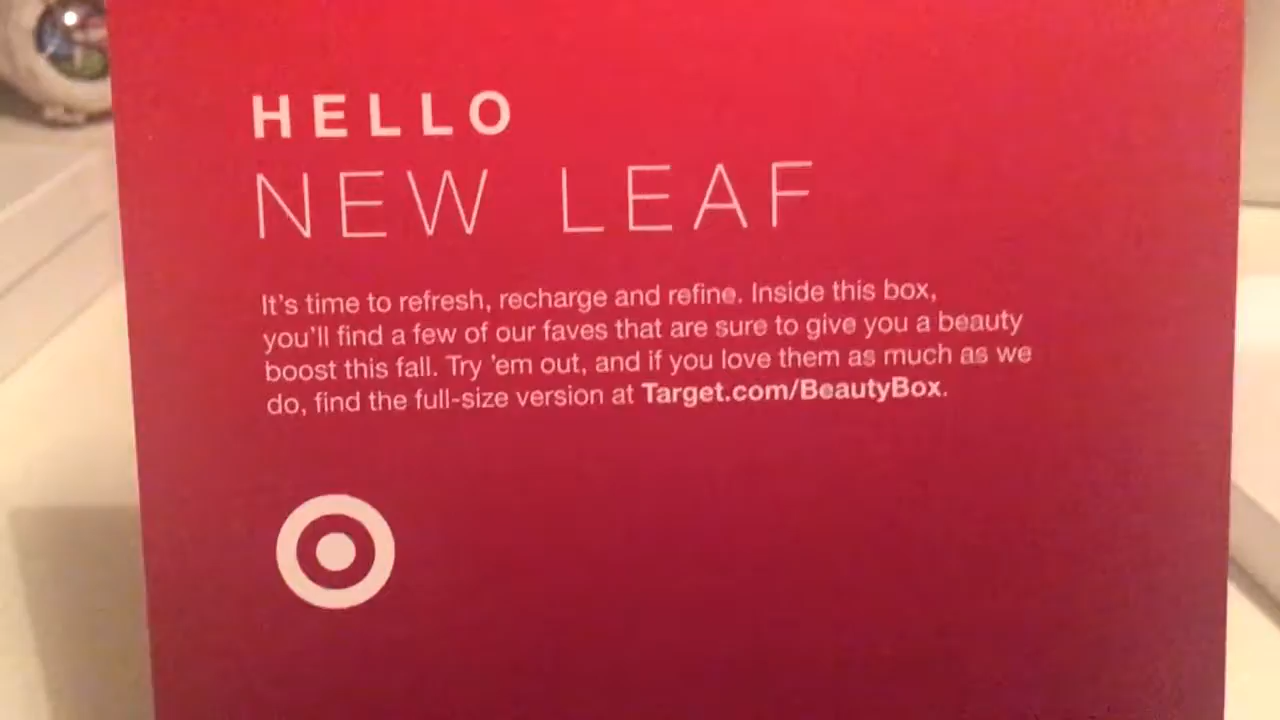 HELLO
NEW LEAF
It's time to refresh, recharge and refine. Inside this box,
you'll find a few of our faves that are sure to give you a beauty
boost this fall. Try 'em out, and if you love them as much as we
do, find the full-size version at Target.com/BeautyBox.